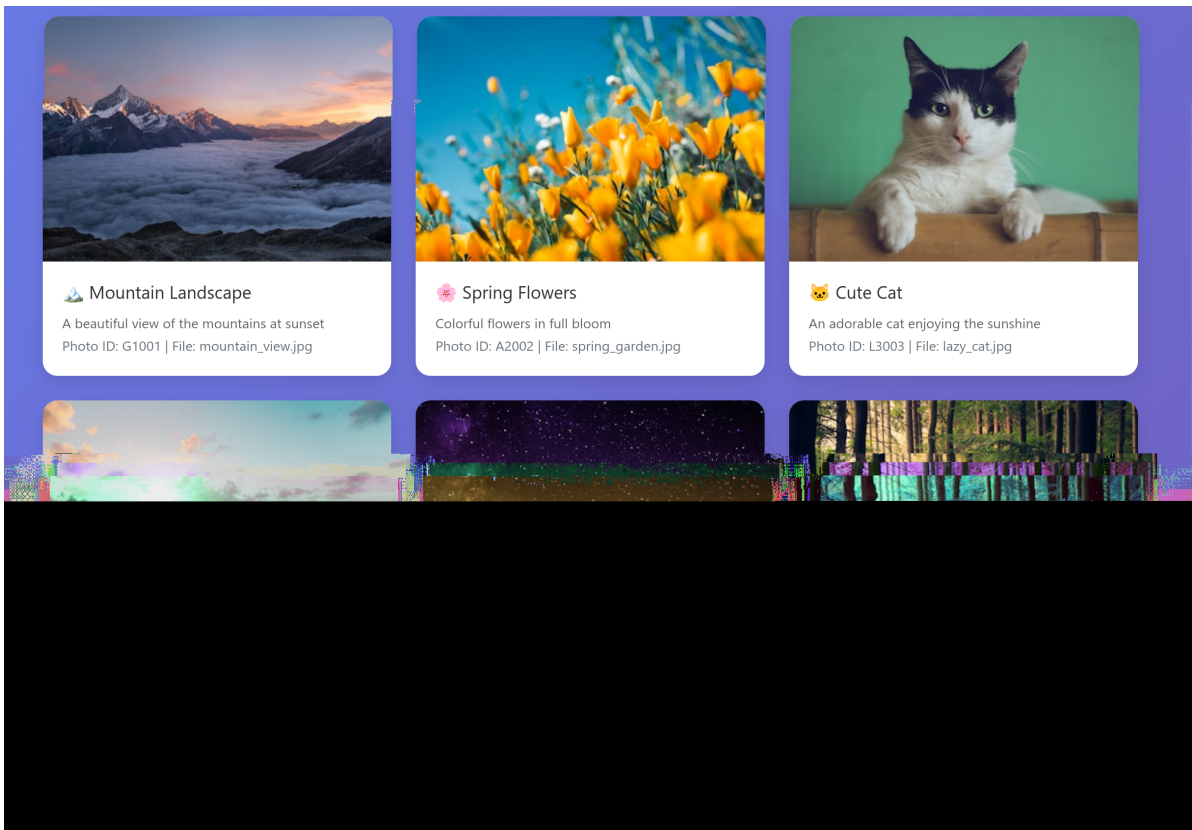 🏔️ Mountain Landscape
A beautiful view of the mountains at sunset
Photo ID: G1001 | File: mountain_view.jpg
🌸 Spring Flowers
Colorful flowers in full bloom
Photo ID: A2002 | File: spring_garden.jpg
🐱 Cute Cat
An adorable cat enjoying the sunshine
Photo ID: L3003 | File: lazy_cat.jpg